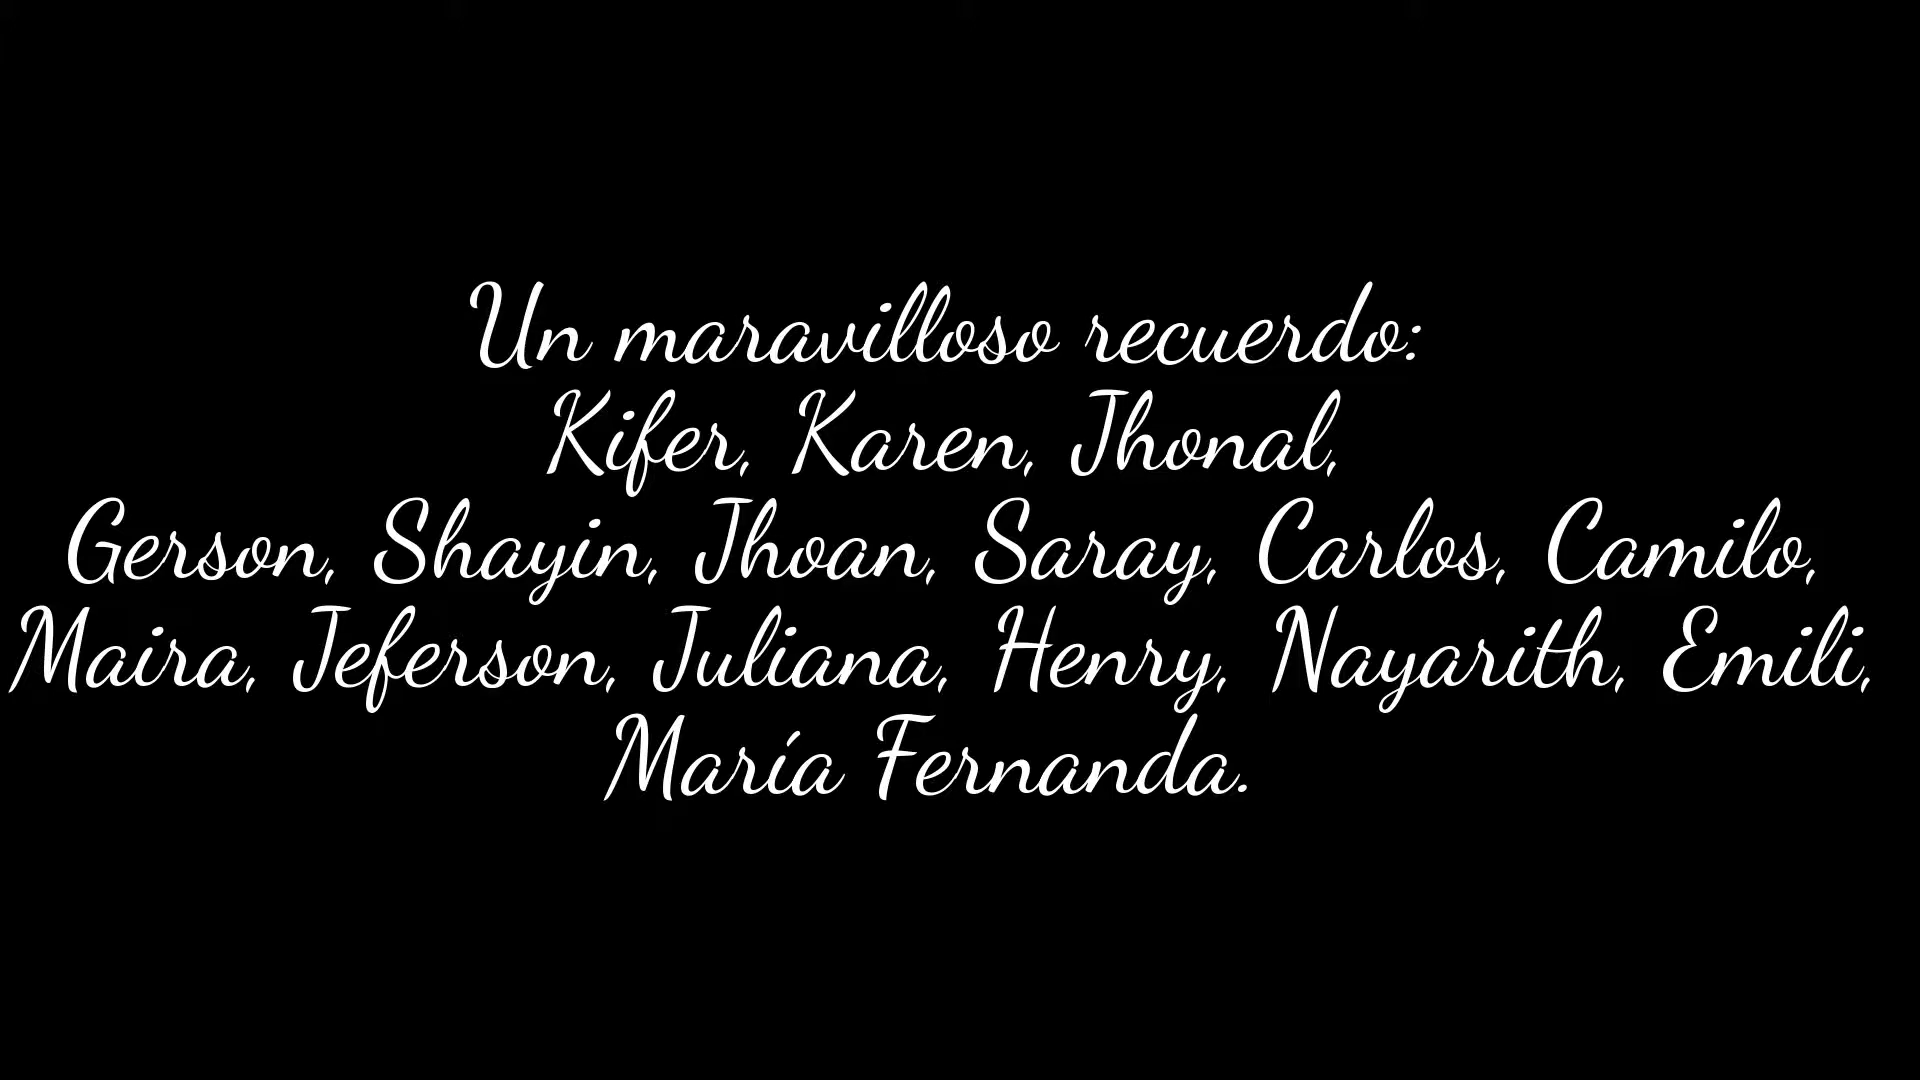 Un maravilloso recuerdo:
Kifer, Karen, Jhonal,
Gerson, Shayin, Jhoan, Saray, Carlos, Camilo,
Maira, Jeferson, Juliana, Henry, Nayarith, Emili,
María Fernanda.